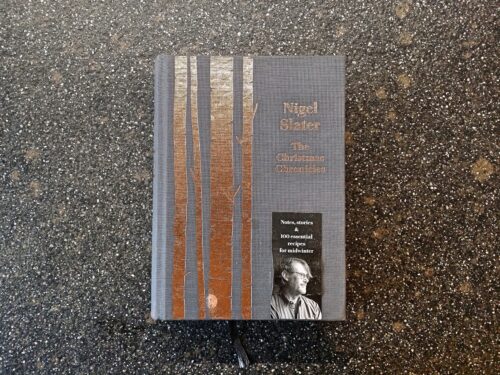 Nigel
Slater
The
Christmas
Chronicles
Notes, stories
&
100 essential
recipes
for midwinter